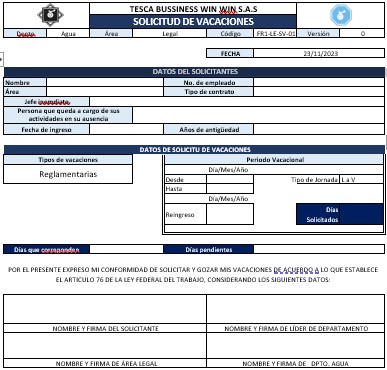 TESCA BUSSINESS WIN WIN S.A.S
SOLICITUD DE VACACIONES
Depto. Agua Área Legal Código FR1-LE-SV-01 Versión 0
FECHA 23/11/2023
DATOS DEL SOLICITANTES
Nombre No. de empleado
Área Tipo de contrato
Jefe inmediato
Persona que queda a cargo de sus
actividades en su ausencia
Fecha de ingreso Años de antigüedad
DATOS DE SOLICITU DE VACACIONES
Tipos de vacaciones Periodo Vacacional
Reglamentarias
Día/Mes/Año
Desde Tipo de Jornada L a V
Hasta
Día/Mes/Año
Reingreso Días
Solicitados
Días que corresponden Días pendientes
POR EL PRESENTE EXPRESO MI CONFORMIDAD DE SOLICITAR Y GOZAR MIS VACACIONES DE ACUERDO A LO QUE ESTABLECE
EL ARTICULO 76 DE LA LEY FEDERAL DEL TRABAJO, CONSIDERANDO LOS SIGUIENTES DATOS:
NOMBRE Y FIRMA DEL SOLICITANTE NOMBRE Y FIRMA DE LÍDER DE DEPARTAMENTO
NOMBRE Y FIRMA DE ÁREA LEGAL NOMBRE Y FIRMA DE DPTO. AGUA